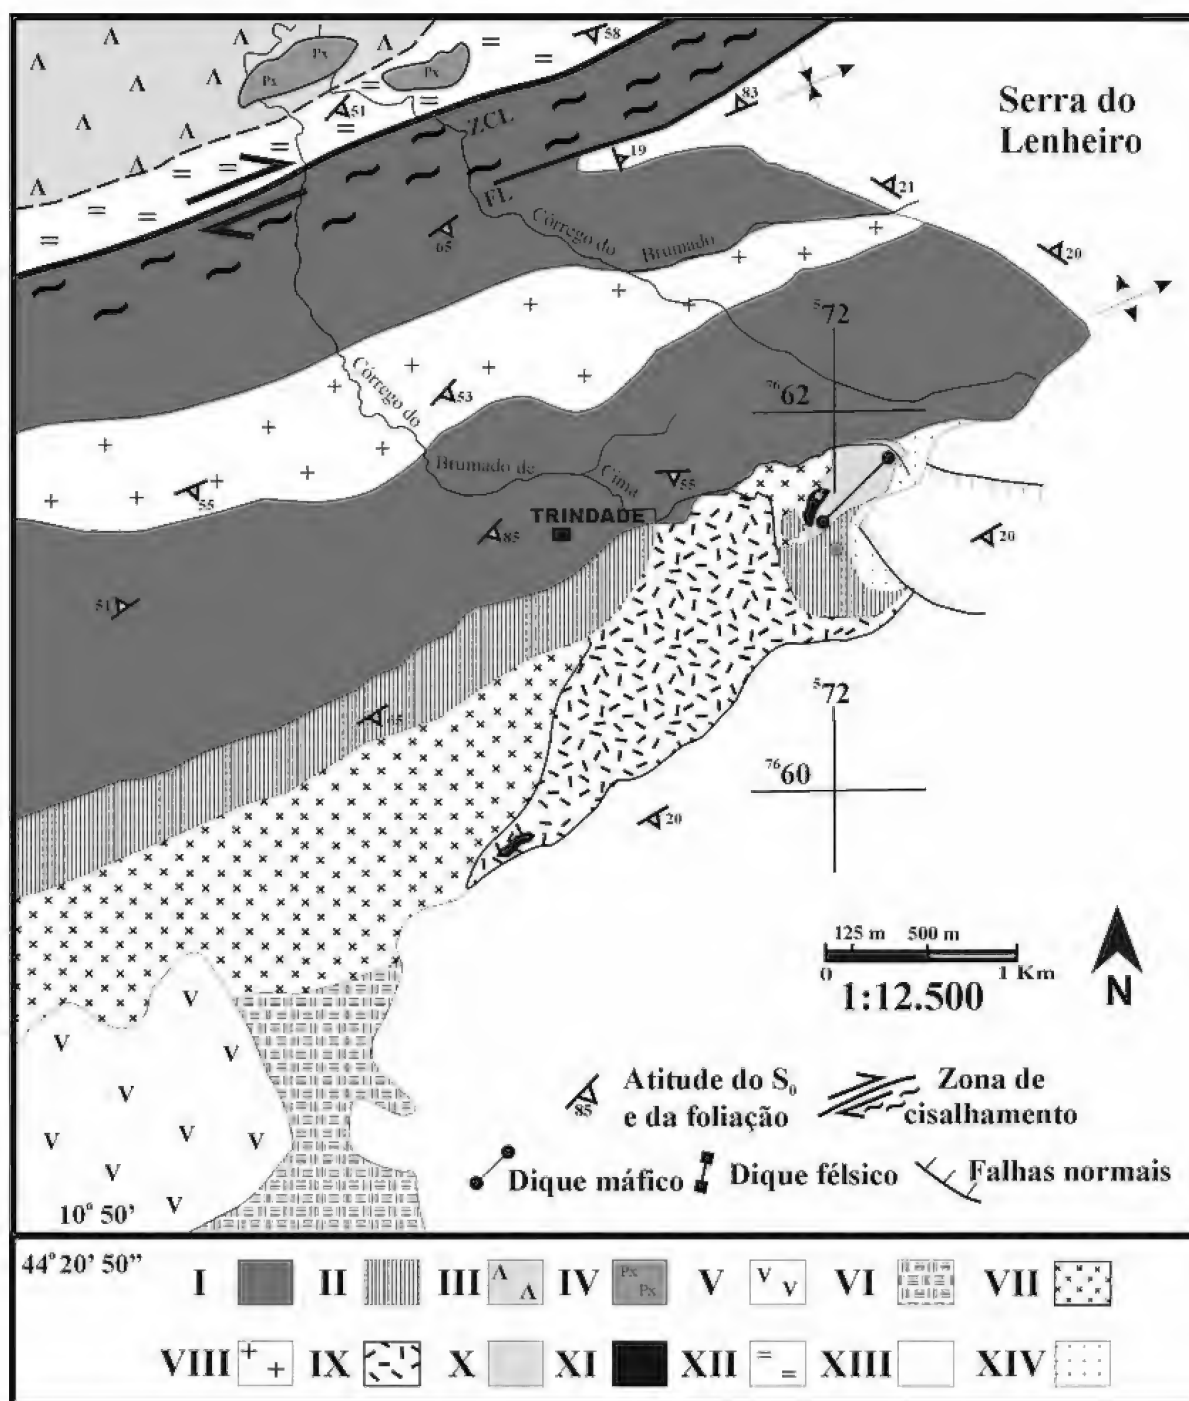 58
Px
Px
Px
51
ZCL
83
Serra do
Lenheiro
19
FL
21
Córrego do
Brumado
65
20
⁵72
Córrego do
53
⁷⁶62
Brumado de
Cima
55
55
TRINDADE
85
20
51
65
⁵72
⁷⁶60
20
125 m 500 m
0 1 Km
1:12.500
N
85
Atitude do S₀
e da foliação
Zona de
cisalhamento
Dique máfico
Dique félsico
Falhas normais
10° 50’
44° 20’ 50”
I II III IV Px Px V VI VII
VIII IX X XI XII XIII XIV